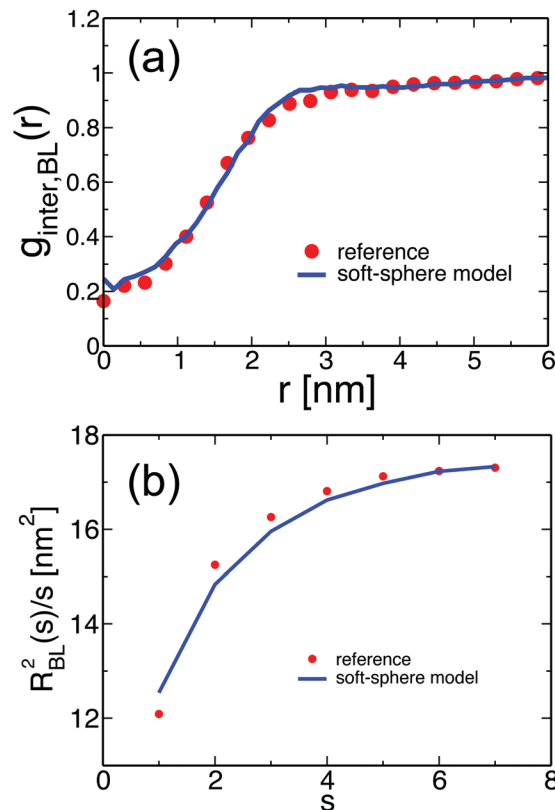 (a)
1.2
1
0.8
0.6
0.4
0.2
0
g_inter,BL(r)
reference
soft-sphere model
0 1 2 3 4 5 6
r [nm]
(b)
18
16
14
12
R²_BL(s)/s [nm²]
reference
soft-sphere model
0 2 4 6 8
s